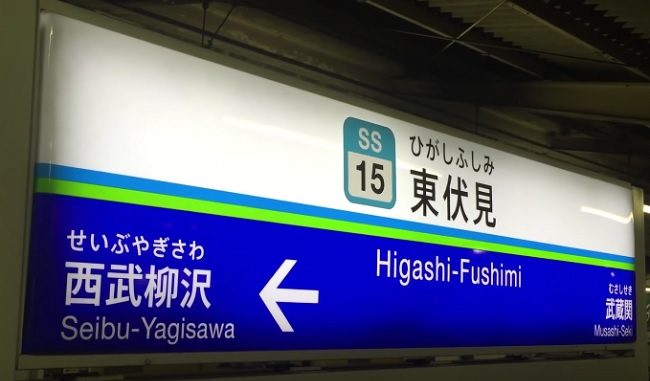 SS
15
ひがしふしみ
東伏見
Higashi-Fushimi
せいぶやぎさわ
西武柳沢
Seibu-Yagisawa
←
むさしせき
武蔵関
Musashi-Seki